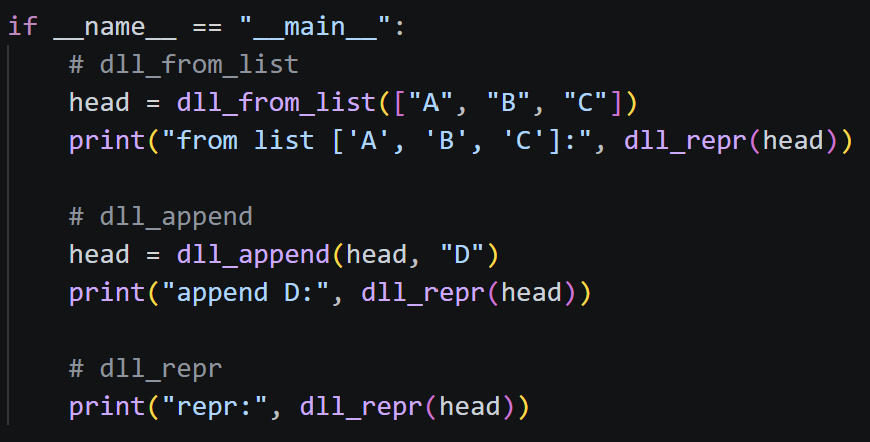 if __name__ == "__main__":
    # dll_from_list
    head = dll_from_list(["A", "B", "C"])
    print("from list ['A', 'B', 'C']:", dll_repr(head))

    # dll_append
    head = dll_append(head, "D")
    print("append D:", dll_repr(head))

    # dll_repr
    print("repr:", dll_repr(head))